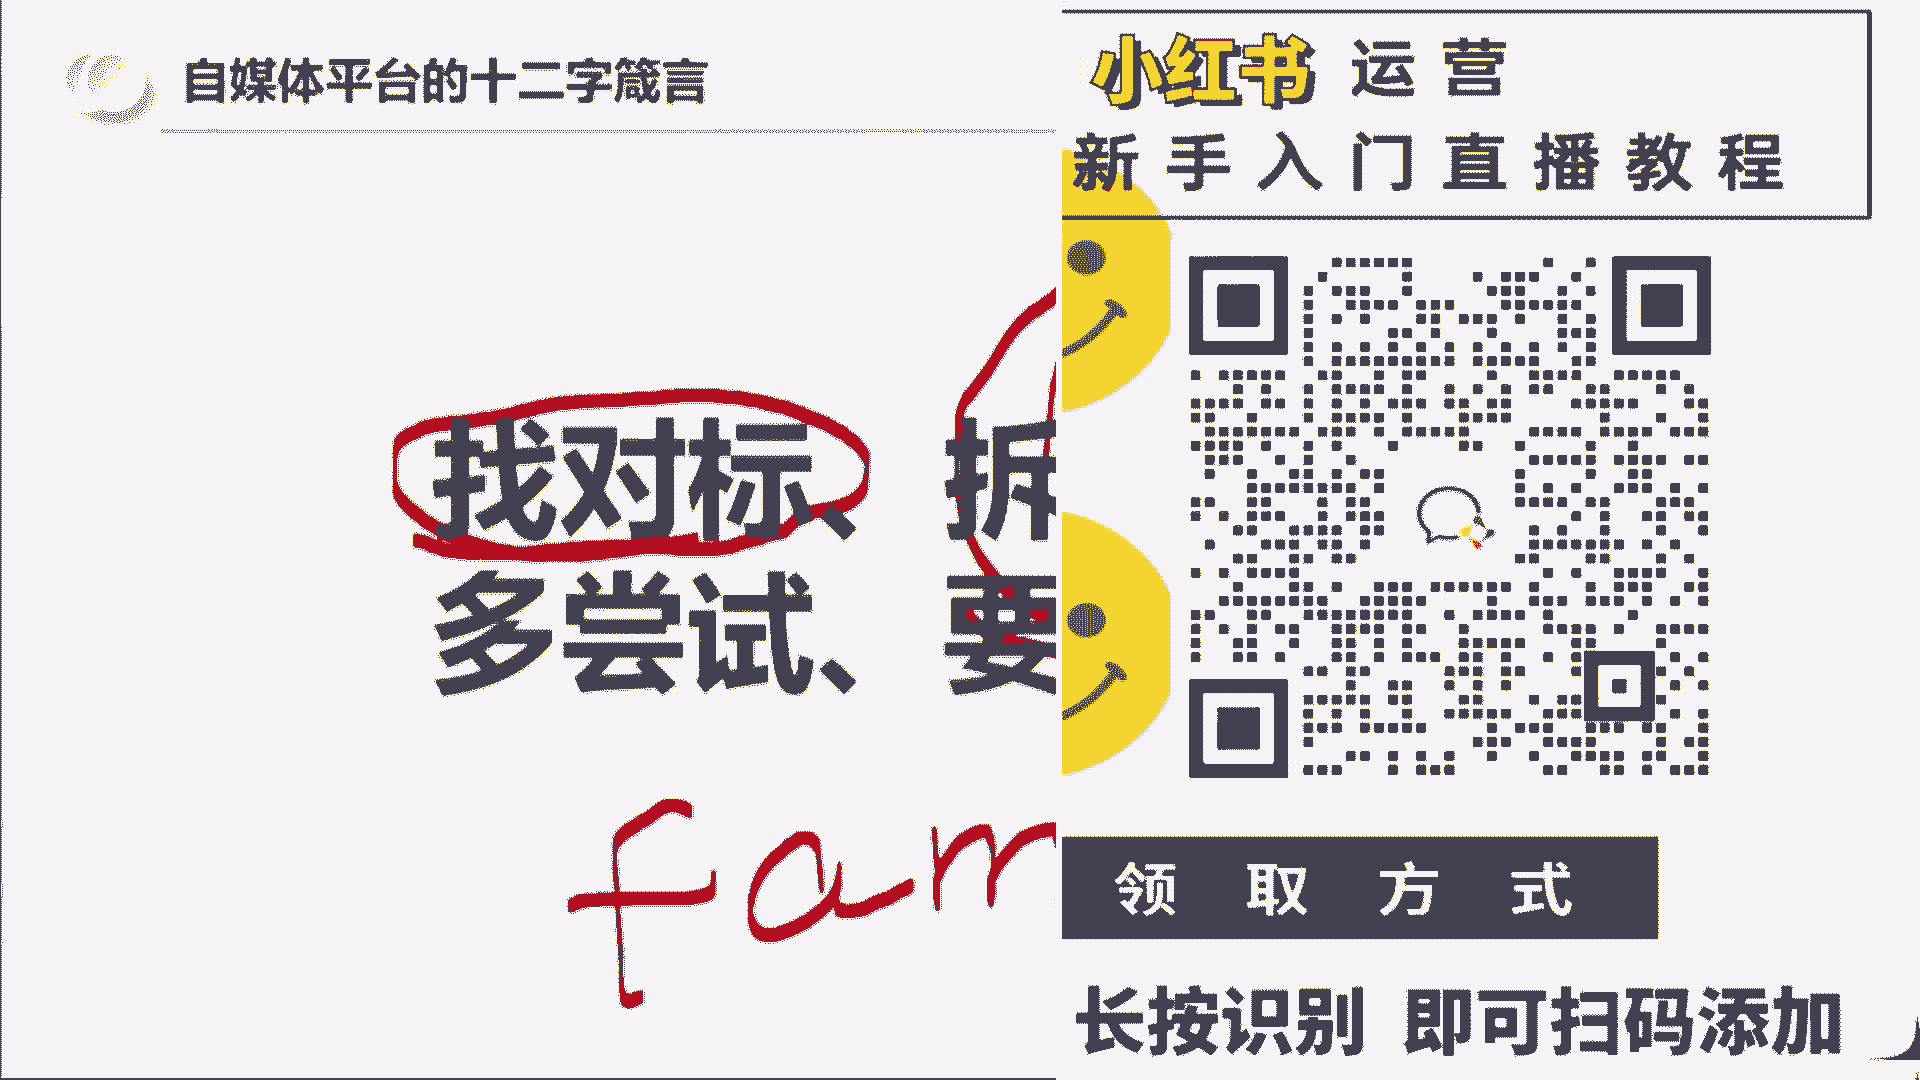 自媒体平台的十二字箴言
找对标、拆
多尝试、要
fam
小红书 运营
新手入门直播教程
领取方式
长按识别 即可扫码添加